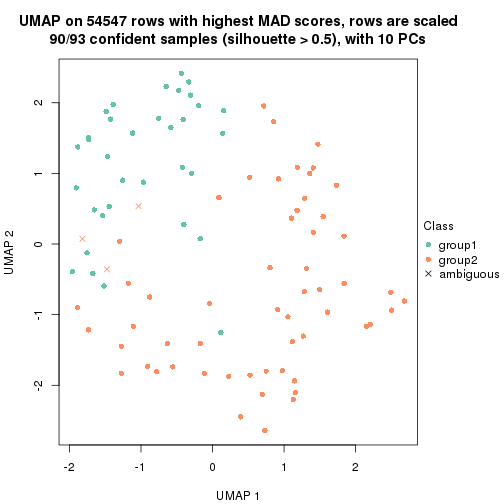 UMAP on 54547 rows with highest MAD scores, rows are scaled
90/93 confident samples (silhouette > 0.5), with 10 PCs
2
1
0
-1
-2
UMAP 2
-2
-1
0
1
2
UMAP 1
Class
group1
group2
ambiguous